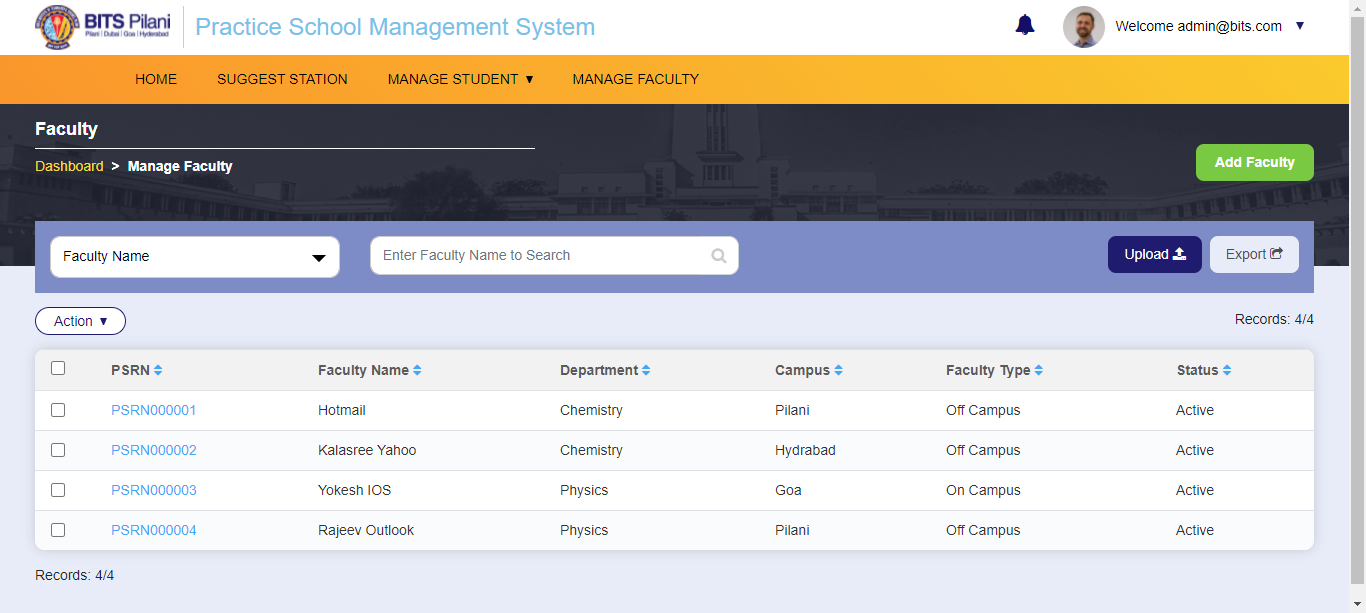 BITS Pilani
Pilani | Dubai | Goa | Hyderabad
Practice School Management System
Welcome admin@bits.com ▼
HOME SUGGEST STATION MANAGE STUDENT ▼ MANAGE FACULTY
Faculty
Dashboard > Manage Faculty
Add Faculty
Faculty Name
Enter Faculty Name to Search
Upload
Export
Action ▼
Records: 4/4
PSRN Faculty Name Department Campus Faculty Type Status
PSRN000001 Hotmail Chemistry Pilani Off Campus Active
PSRN000002 Kalasree Yahoo Chemistry Hydrabad Off Campus Active
PSRN000003 Yokesh IOS Physics Goa On Campus Active
PSRN000004 Rajeev Outlook Physics Pilani Off Campus Active
Records: 4/4